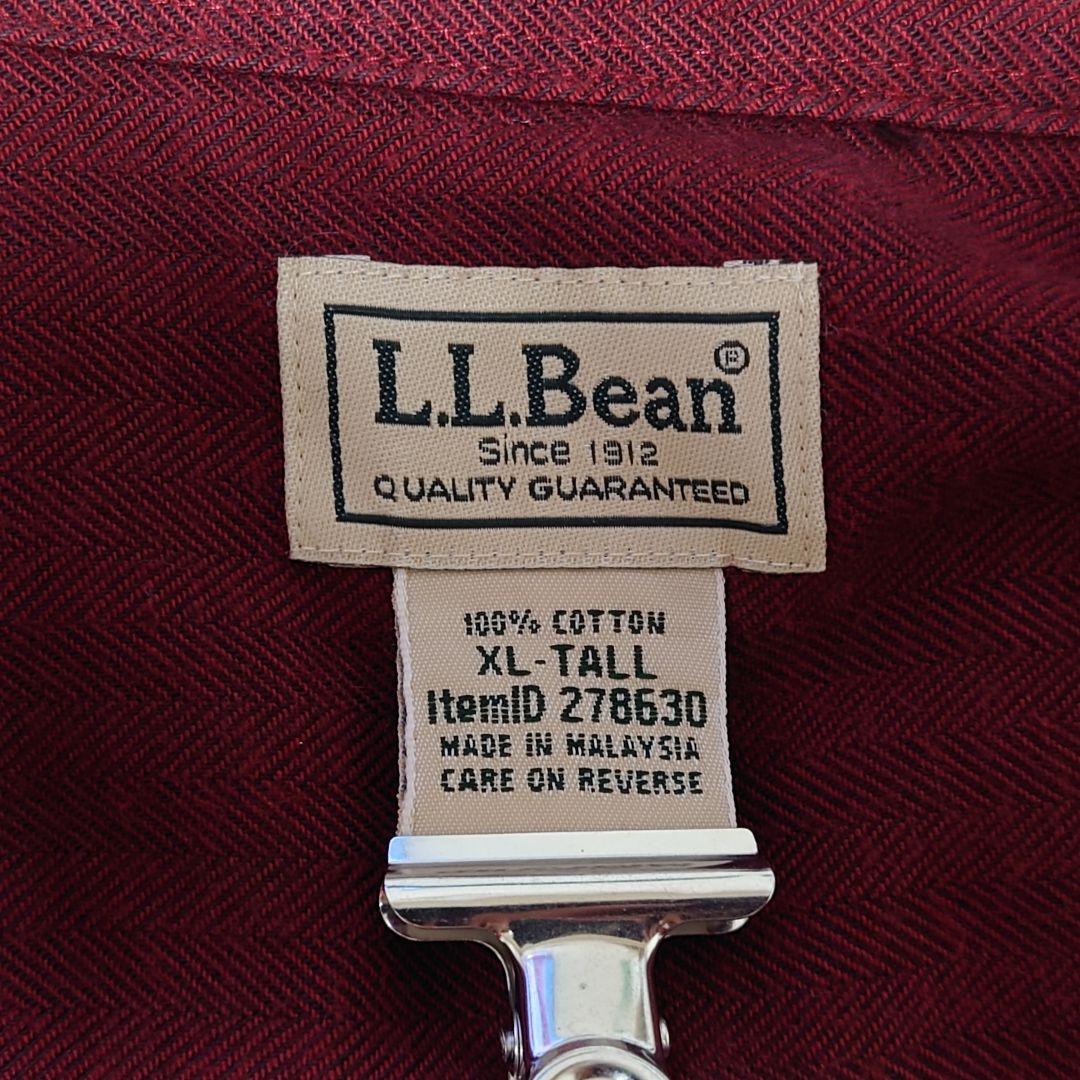 L.L.Bean®
Since 1912
QUALITY GUARANTEED
100% COTTON
XL-TALL
ItemID 278630
MADE IN MALAYSIA
CARE ON REVERSE